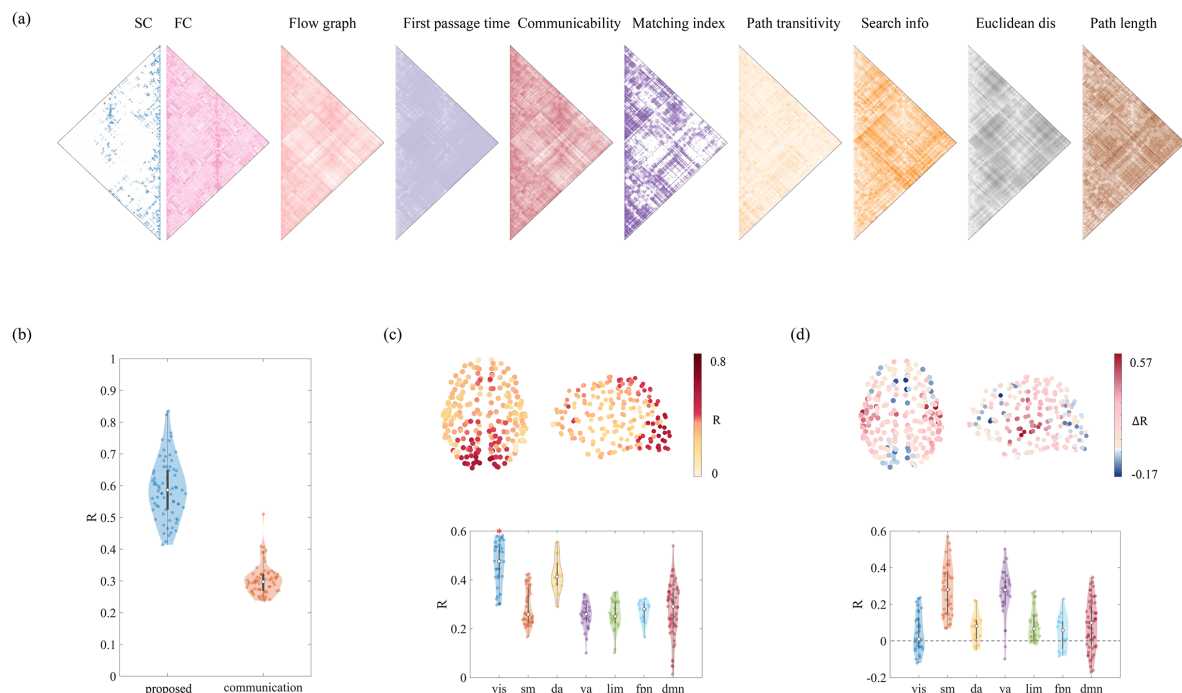 (a)
SC FC Flow graph First passage time Communicability Matching index Path transitivity Search info Euclidean dis Path length
(b)
R
1
0.9
0.8
0.7
0.6
0.5
0.4
0.3
0.2
0.1
0
proposed communication
(c)
0.8
R
0
R
0.6
0.4
0.2
0
*
vis sm da va lim fpn dmn
(d)
0.57
ΔR
-0.17
R
0.6
0.4
0.2
0
-0.2
vis sm da va lim fpn dmn